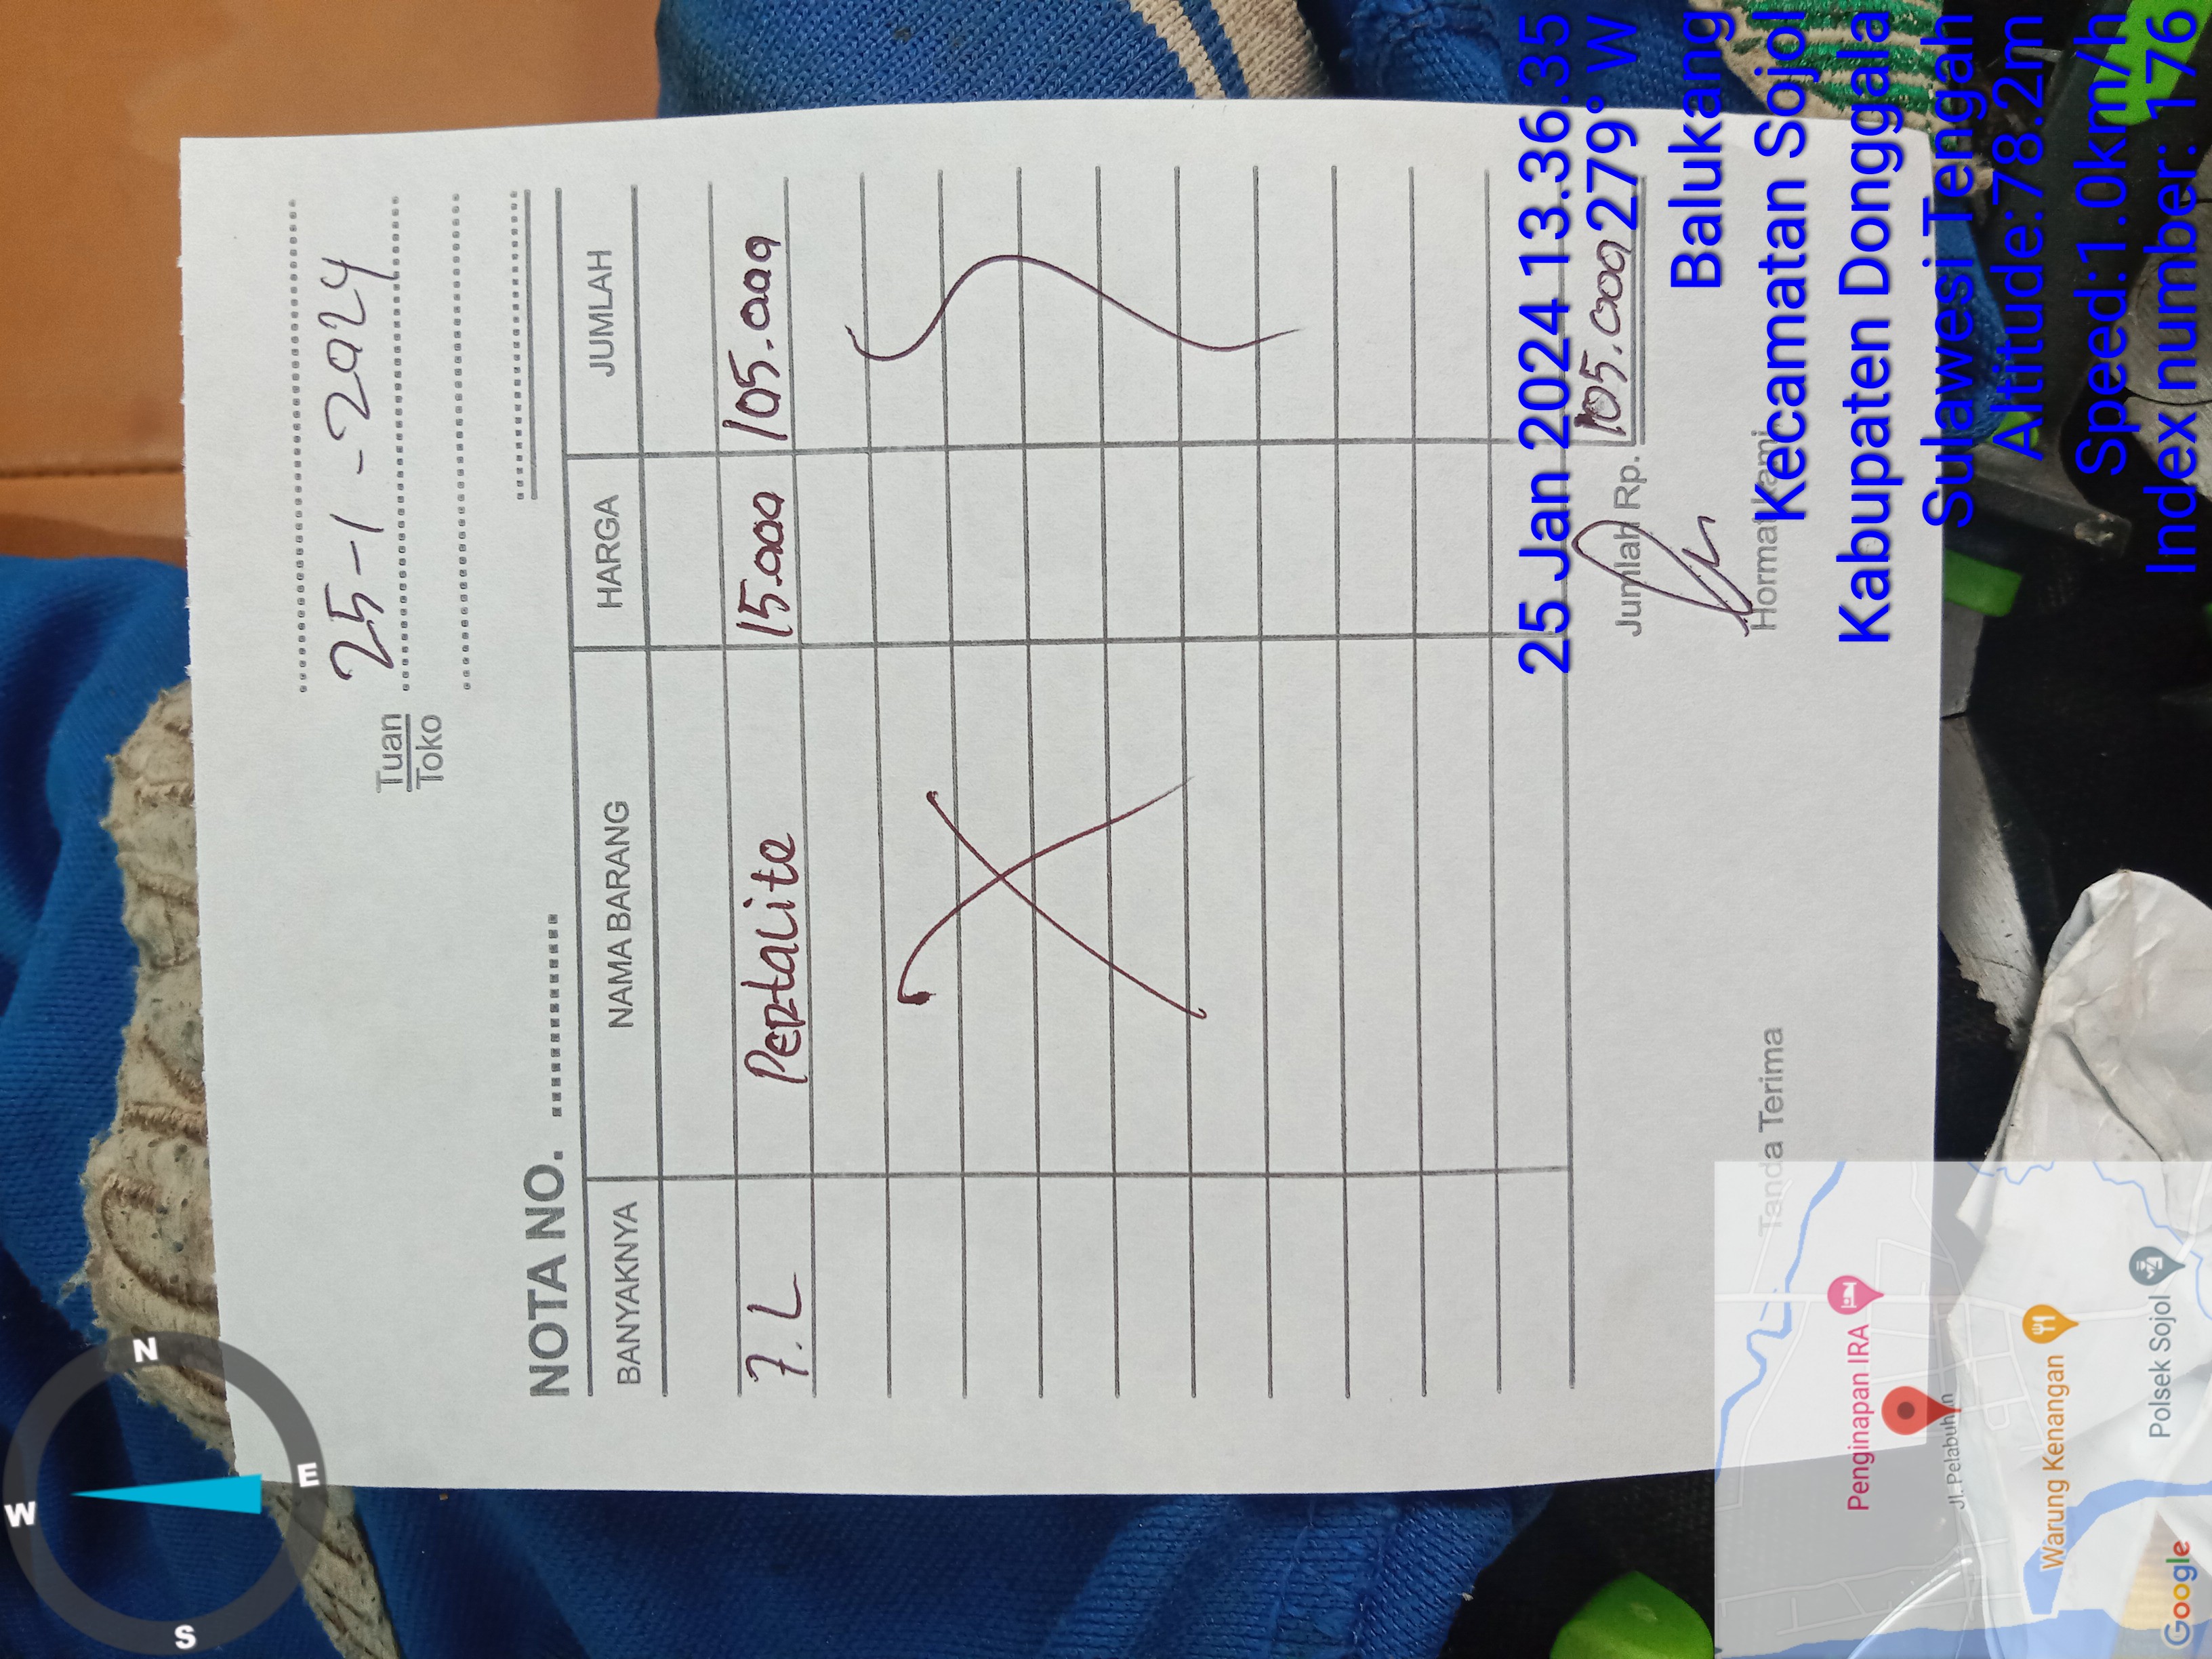 25-1-2024
Tuan
Toko
NOTA NO. ....................
BANYAKNYA NAMA BARANG HARGA JUMLAH
7.L Pertalite 15.000 105.000
Jumlah Rp. 105.000
Tanda Terima Hormat kami
25 Jan 2024 13.36.35
279° W
Balukang
Kecamatan Sojol
Kabupaten Donggala
Sulawesi Tengah
Altitude:78.2m
Speed:1.0km/h
Index number: 176
N
W
E
S
Penginapan IRA
Jl. Pelabuhan
Warung Kenangan
Polsek Sojol
Google